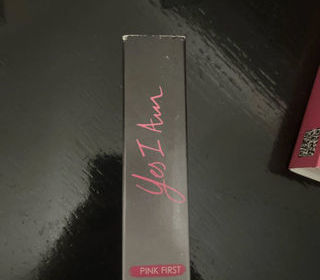 Yes I Am
PINK FIRST